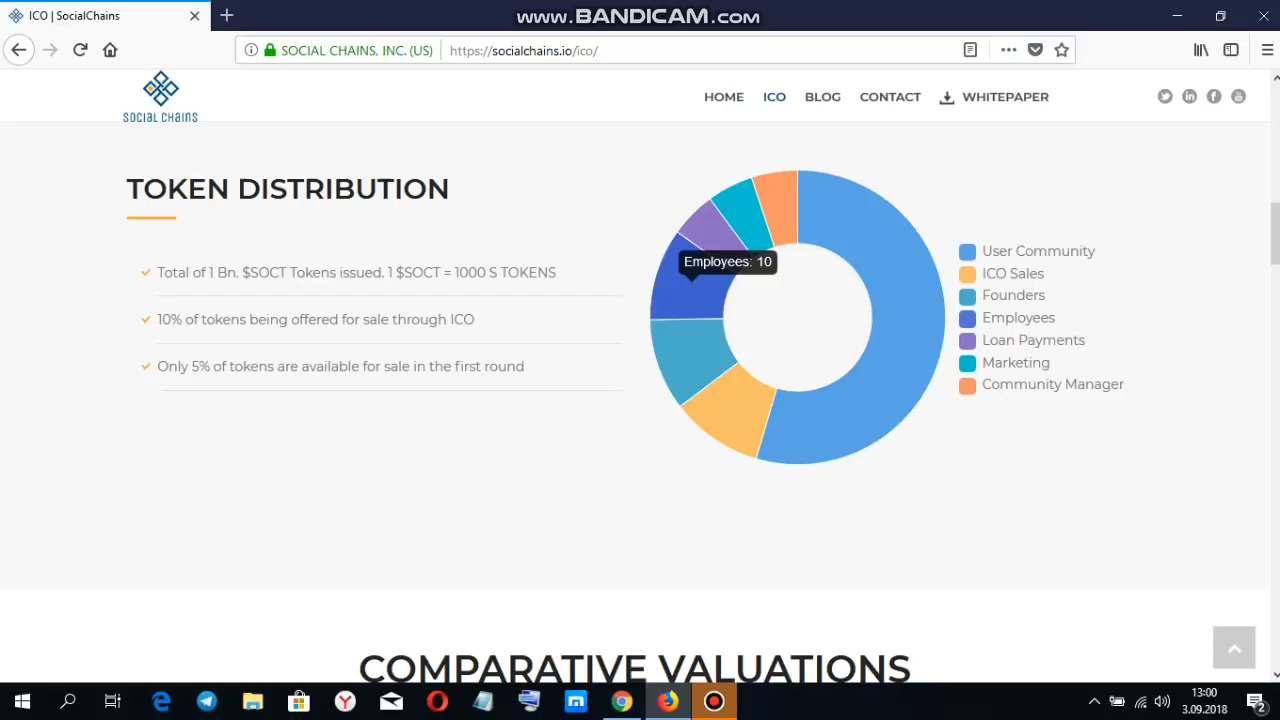 ICO | SocialChains
www.BANDICAM.com
SOCIAL CHAINS, INC. (US)
https://socialchains.io/ico/
SOCIAL CHAINS
HOME
ICO
BLOG
CONTACT
WHITEPAPER
TOKEN DISTRIBUTION
Total of 1 Bn. $SOCT Tokens issued. 1 $SOCT = 1000 S TOKENS
10% of tokens being offered for sale through ICO
Only 5% of tokens are available for sale in the first round
Employees: 10
User Community
ICO Sales
Founders
Employees
Loan Payments
Marketing
Community Manager
COMPARATIVE VALUATIONS
13:00
3.09.2018
2